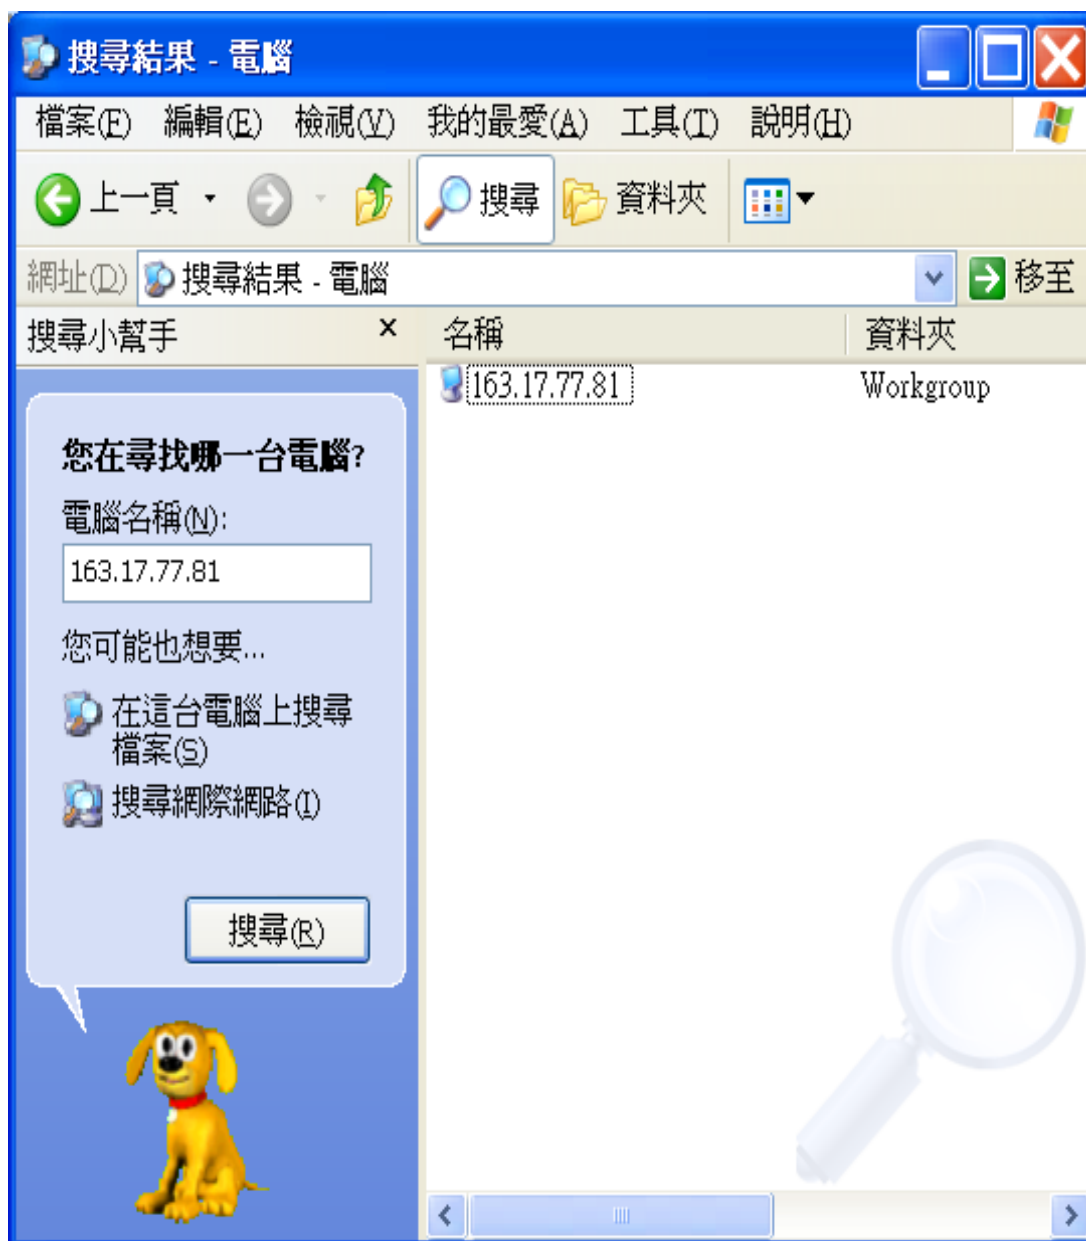 搜尋結果 - 電腦
檔案(F) 編輯(E) 檢視(V) 我的最愛(A) 工具(T) 說明(H)
上一頁 搜尋 資料夾
網址(D) 搜尋結果 - 電腦 移至
搜尋小幫手 x 名稱 資料夾
163.17.77.81 Workgroup
您在尋找哪一台電腦?
電腦名稱(N):
163.17.77.81
您可能也想要...
在這台電腦上搜尋
檔案(S)
搜尋網際網路(I)
搜尋(R)